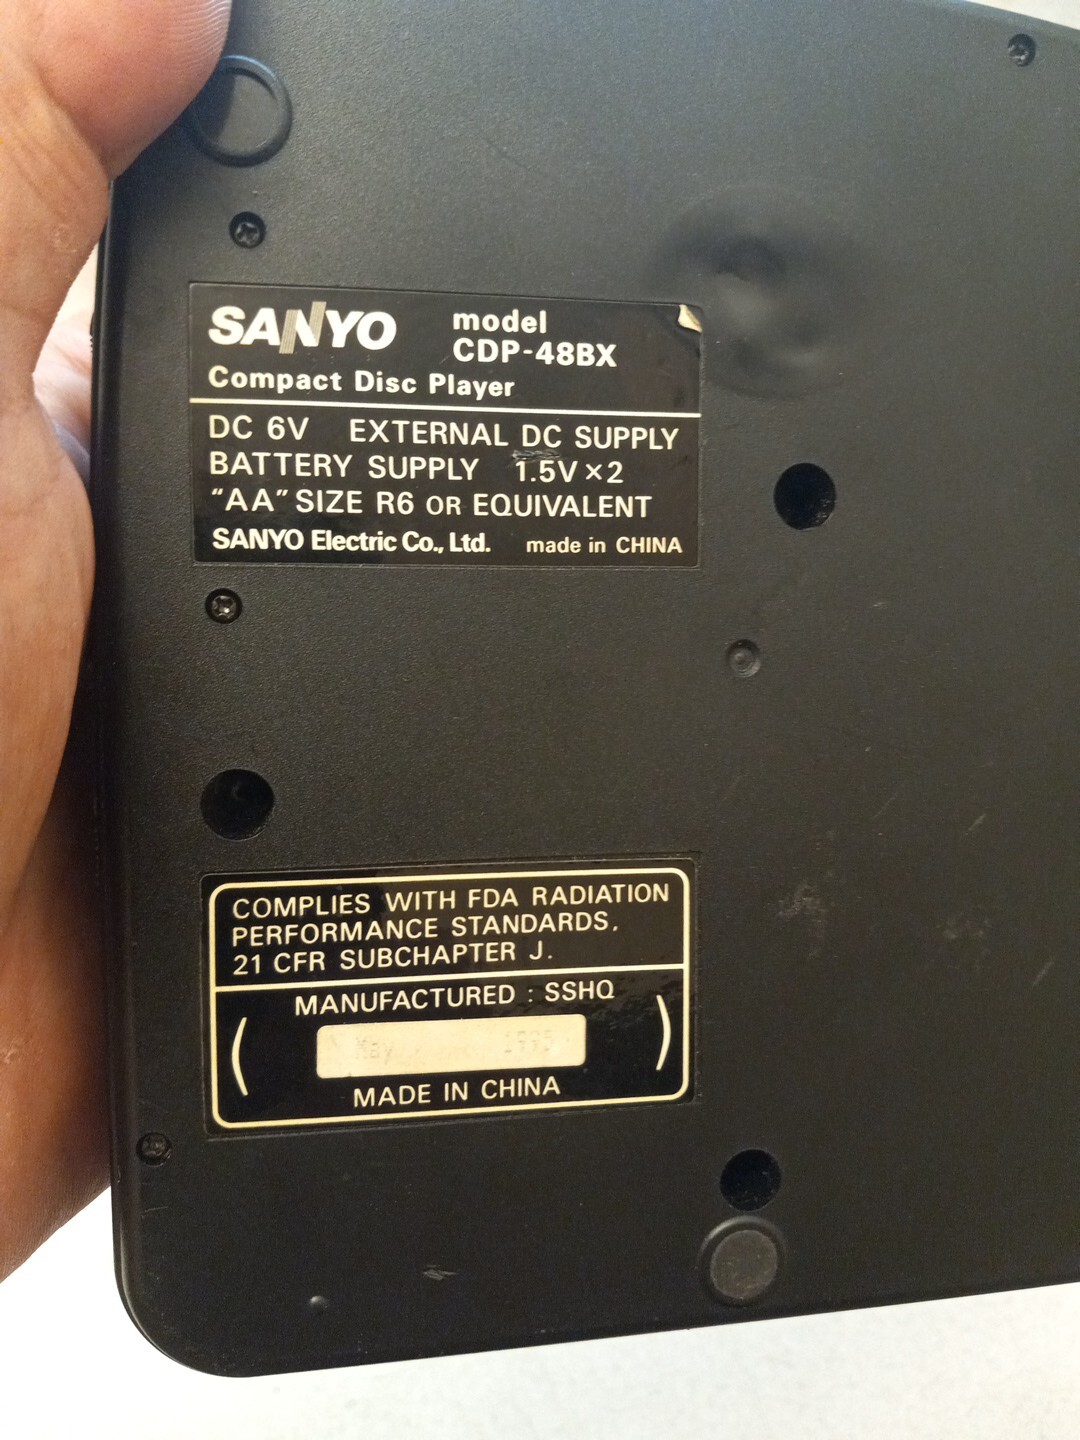 SANYO model
CDP-48BX
Compact Disc Player
DC 6V EXTERNAL DC SUPPLY
BATTERY SUPPLY 1.5V×2
“AA” SIZE R6 OR EQUIVALENT
SANYO Electric Co., Ltd. made in CHINA
COMPLIES WITH FDA RADIATION
PERFORMANCE STANDARDS.
21 CFR SUBCHAPTER J.
MANUFACTURED : SSHQ
May 1995
MADE IN CHINA